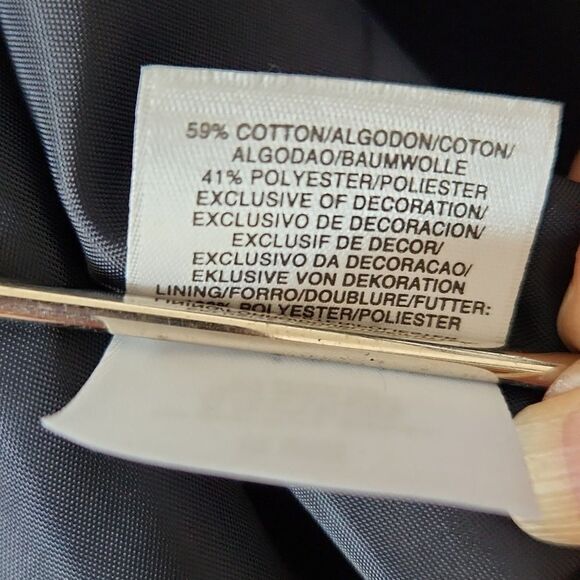 59% COTTON/ALGODON/COTON/
ALGODAO/BAUMWOLLE
41% POLYESTER/POLIESTER
EXCLUSIVE OF DECORATION/
EXCLUSIVO DE DECORACION/
EXCLUSIF DE DECOR/
EXCLUSIVO DA DECORACAO/
EKLUSIVE VON DEKORATION
LINING/FORRO/DOUBLURE/FUTTER:
POLYESTER/POLIESTER